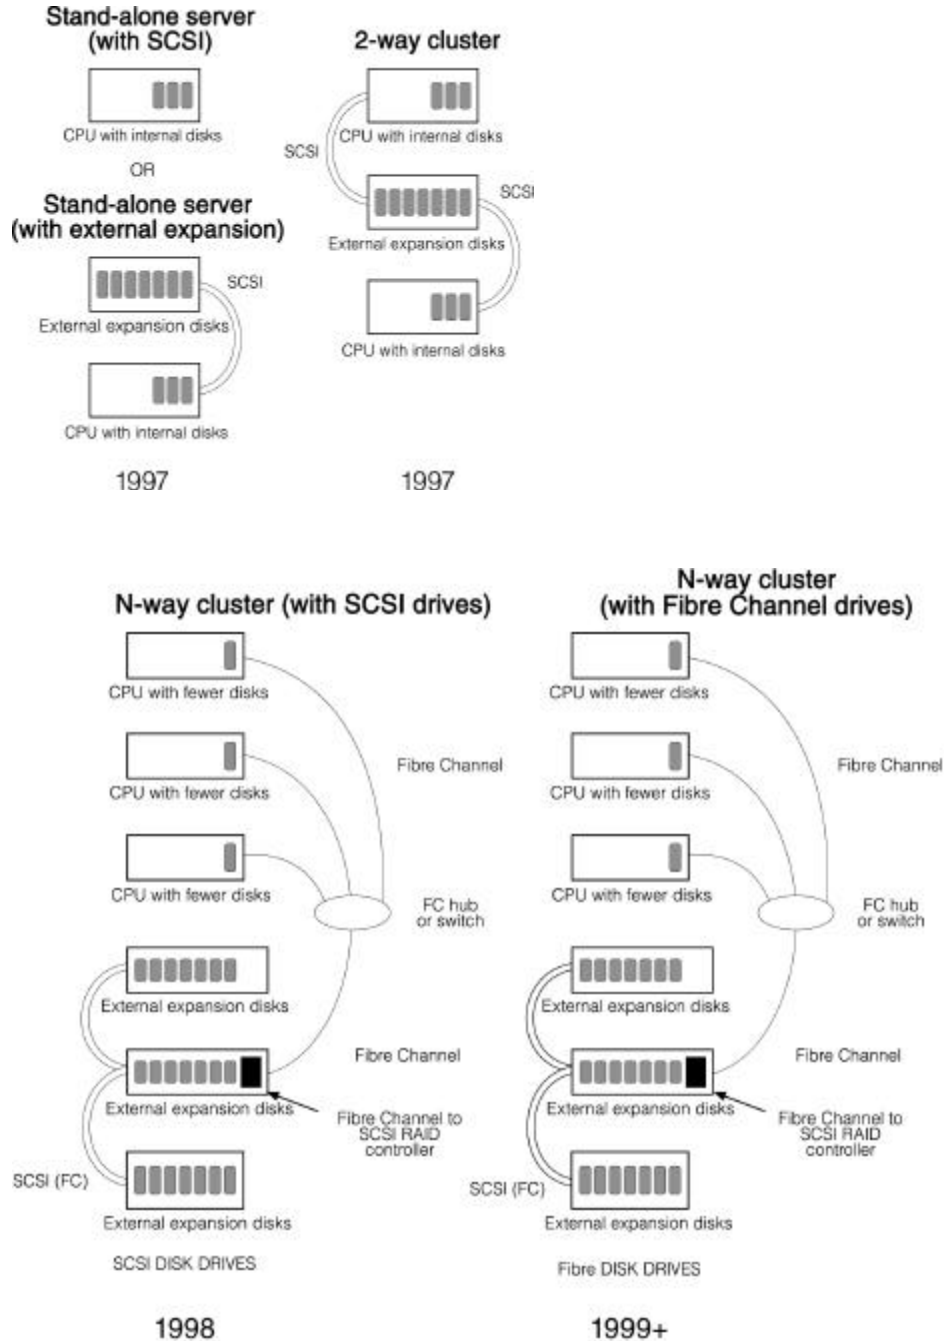 Stand-alone server
(with SCSI)
CPU with internal disks
OR
Stand-alone server
(with external expansion)
SCSI
External expansion disks
CPU with internal disks
1997
2-way cluster
CPU with internal disks
SCSI
SCSI
External expansion disks
CPU with internal disks
1997
N-way cluster (with SCSI drives)
CPU with fewer disks
CPU with fewer disks
Fibre Channel
CPU with fewer disks
FC hub
or switch
External expansion disks
Fibre Channel
External expansion disks
Fibre Channel to
SCSI RAID
controller
SCSI (FC)
External expansion disks
SCSI DISK DRIVES
1998
N-way cluster
(with Fibre Channel drives)
CPU with fewer disks
CPU with fewer disks
Fibre Channel
CPU with fewer disks
FC hub
or switch
External expansion disks
Fibre Channel
External expansion disks
Fibre Channel to
SCSI RAID
controller
SCSI (FC)
External expansion disks
Fibre DISK DRIVES
1999+